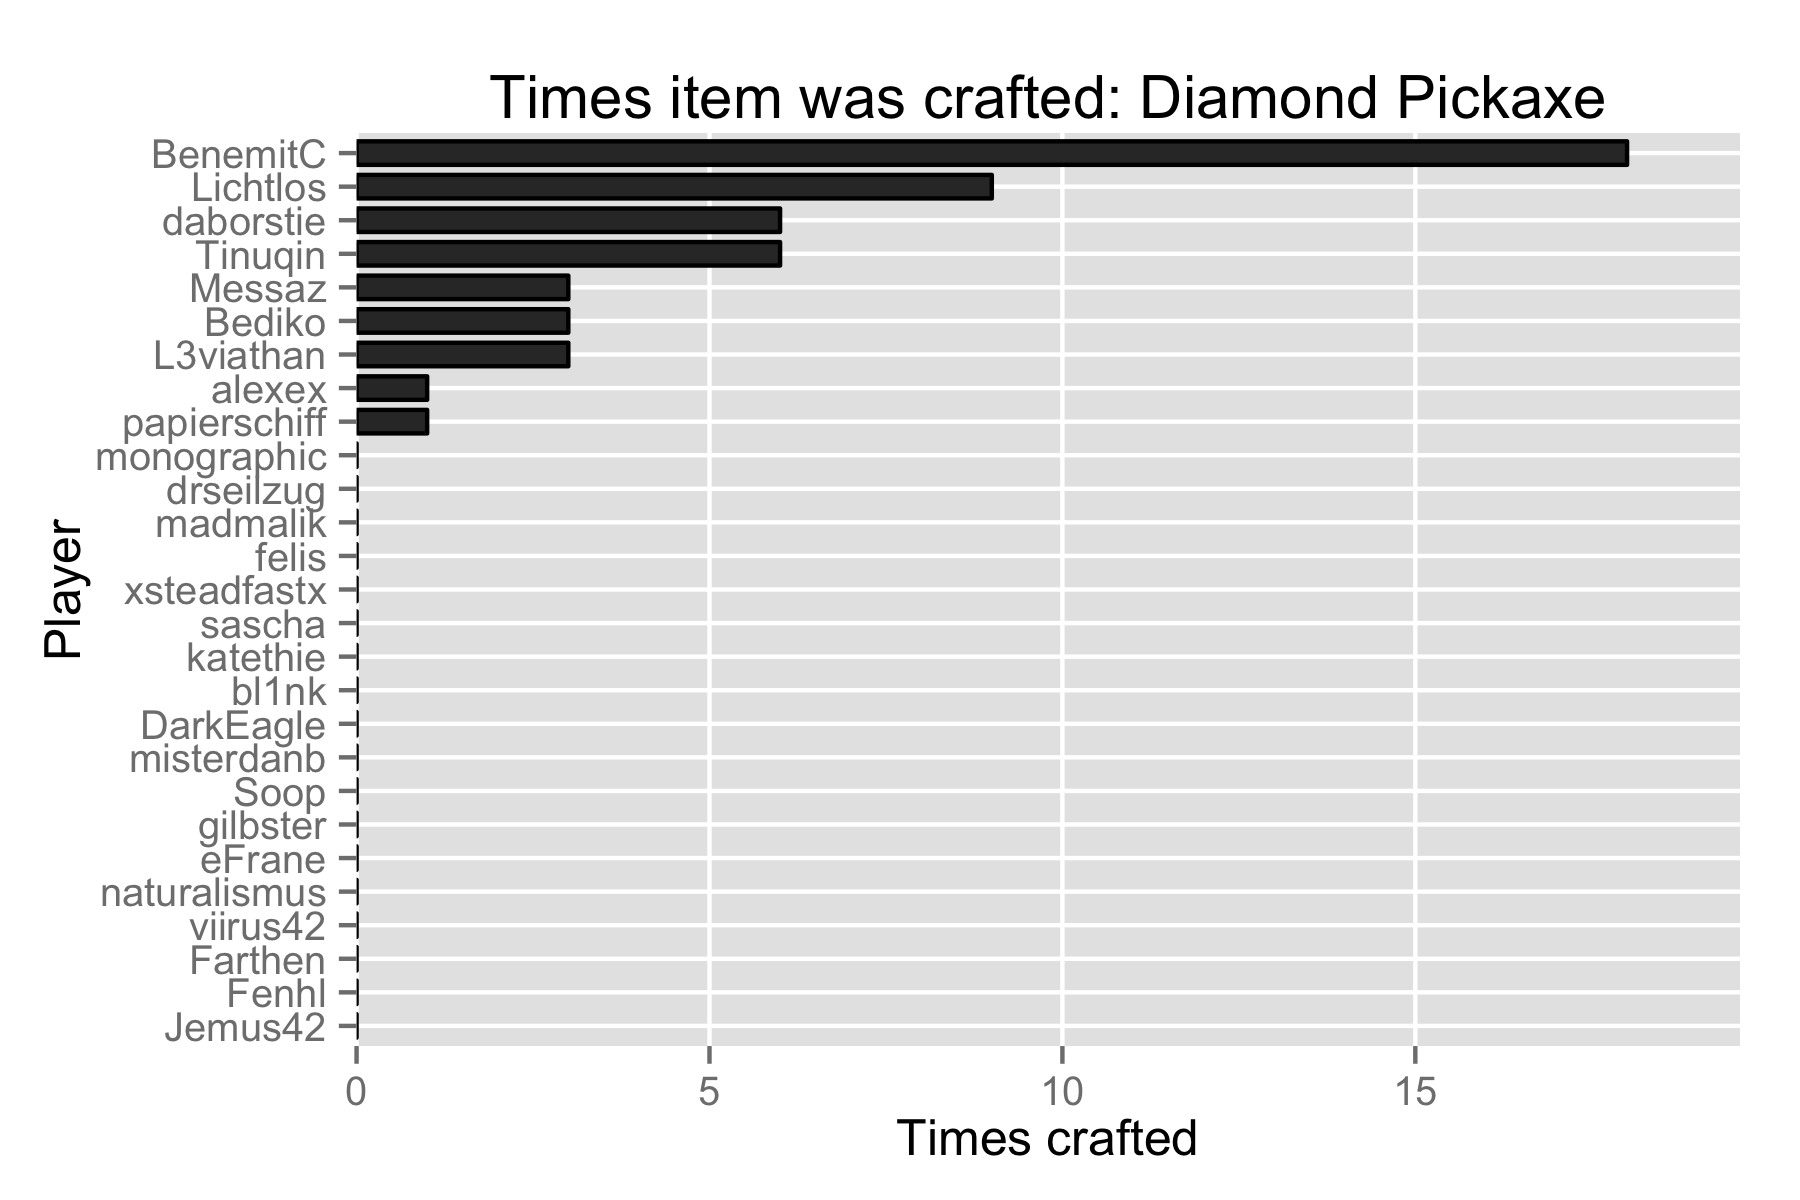 Times item was crafted: Diamond Pickaxe
BenemitC
Lichtlos
daborstie
Tinuqin
Messaz
Bediko
L3viathan
alexex
papierschiff
monographic
drseilzug
madmalik
felis
xsteadfastx
sascha
katethie
bl1nk
DarkEagle
misterdanb
Soop
gilbster
eFrane
naturalismus
viirus42
Farthen
Fenhl
Jemus42
Player
0 5 10 15
Times crafted